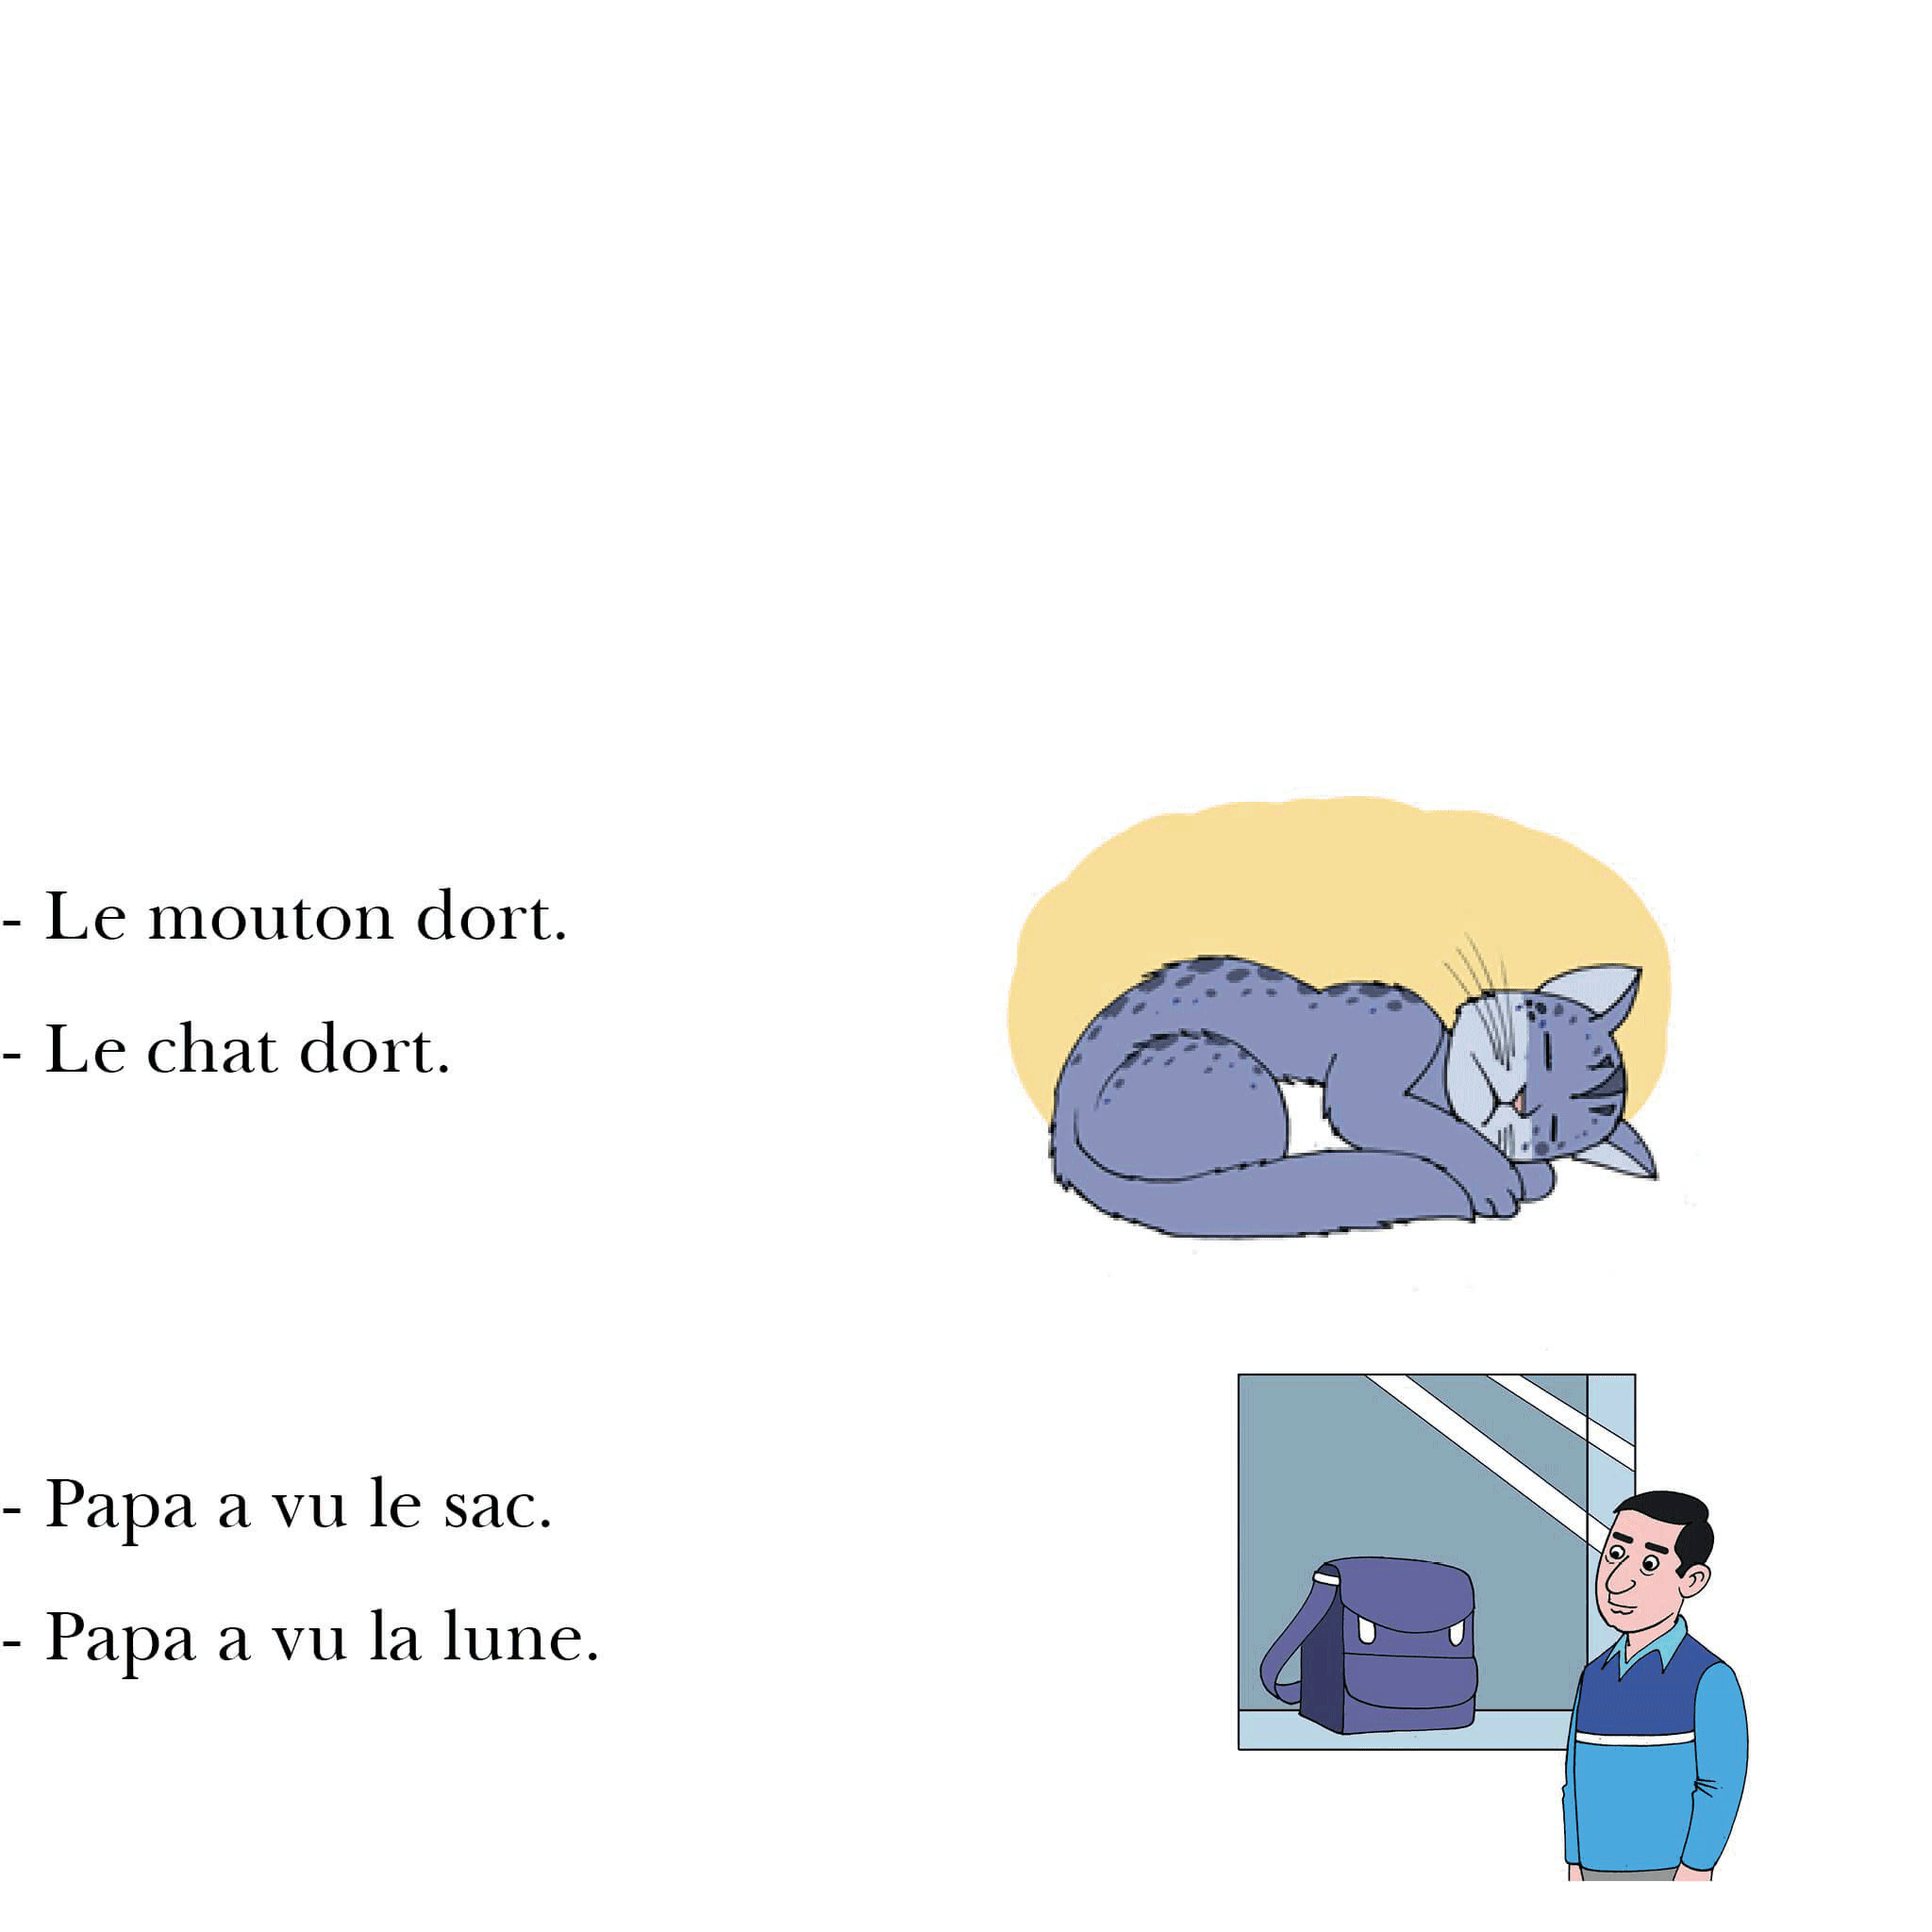 - Le mouton dort.
- Le chat dort.
- Papa a vu le sac.
- Papa a vu la lune.